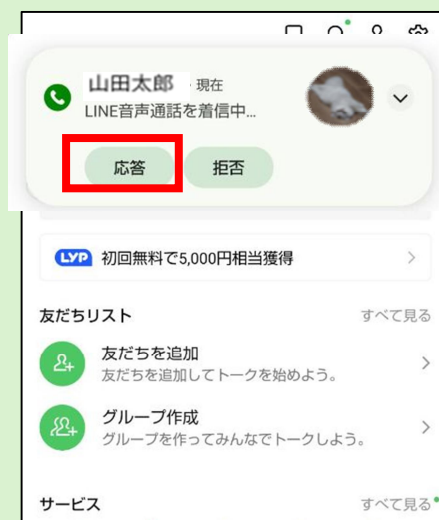 山田太郎 ・現在
LINE音声通話を着信中...
応答 拒否
LYP 初回無料で5,000円相当獲得
友だちリスト すべて見る
友だちを追加
友だちを追加してトークを始めよう。
グループ作成
グループを作ってみんなでトークしよう。
サービス すべて見る